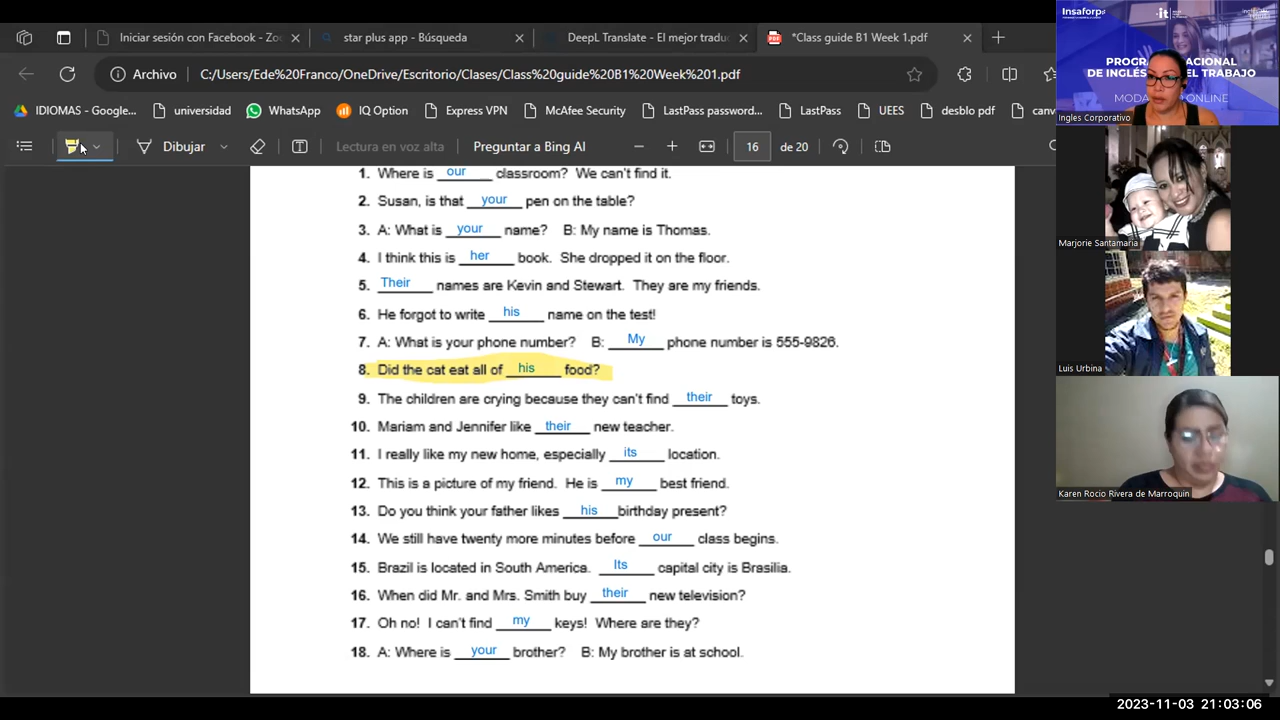 Iniciar sesión con Facebook - Zoo
star plus app - Búsqueda
DeepL Translate - El mejor tradu
*Class guide B1 Week 1.pdf
Archivo
C:/Users/Ede%20Franco/OneDrive/Escritorio/Clases/Class%20guide%20B1%20Week%201.pdf
IDIOMAS - Google...
universidad
WhatsApp
IQ Option
Express VPN
McAfee Security
LastPass password...
LastPass
UEES
desblo pdf
canv
Dibujar
Lectura en voz alta
Preguntar a Bing AI
16
de 20
1. Where is our classroom? We can't find it.
2. Susan, is that your pen on the table?
3. A: What is your name? B: My name is Thomas.
4. I think this is her book. She dropped it on the floor.
5. Their names are Kevin and Stewart. They are my friends.
6. He forgot to write his name on the test!
7. A: What is your phone number? B: My phone number is 555-9826.
8. Did the cat eat all of his food?
9. The children are crying because they can't find their toys.
10. Mariam and Jennifer like their new teacher.
11. I really like my new home, especially its location.
12. This is a picture of my friend. He is my best friend.
13. Do you think your father likes his birthday present?
14. We still have twenty more minutes before our class begins.
15. Brazil is located in South America. Its capital city is Brasilia.
16. When did Mr. and Mrs. Smith buy their new television?
17. Oh no! I can't find my keys! Where are they?
18. A: Where is your brother? B: My brother is at school.
Insaforp
PROGRA
ACIONAL
DE INGLÉS
EL TRABAJO
MODA
ONLINE
Ingles Corporativo
Marjorie Santamaria
Luis Urbina
Karen Rocio Rivera de Marroquin
2023-11-03 21:03:06